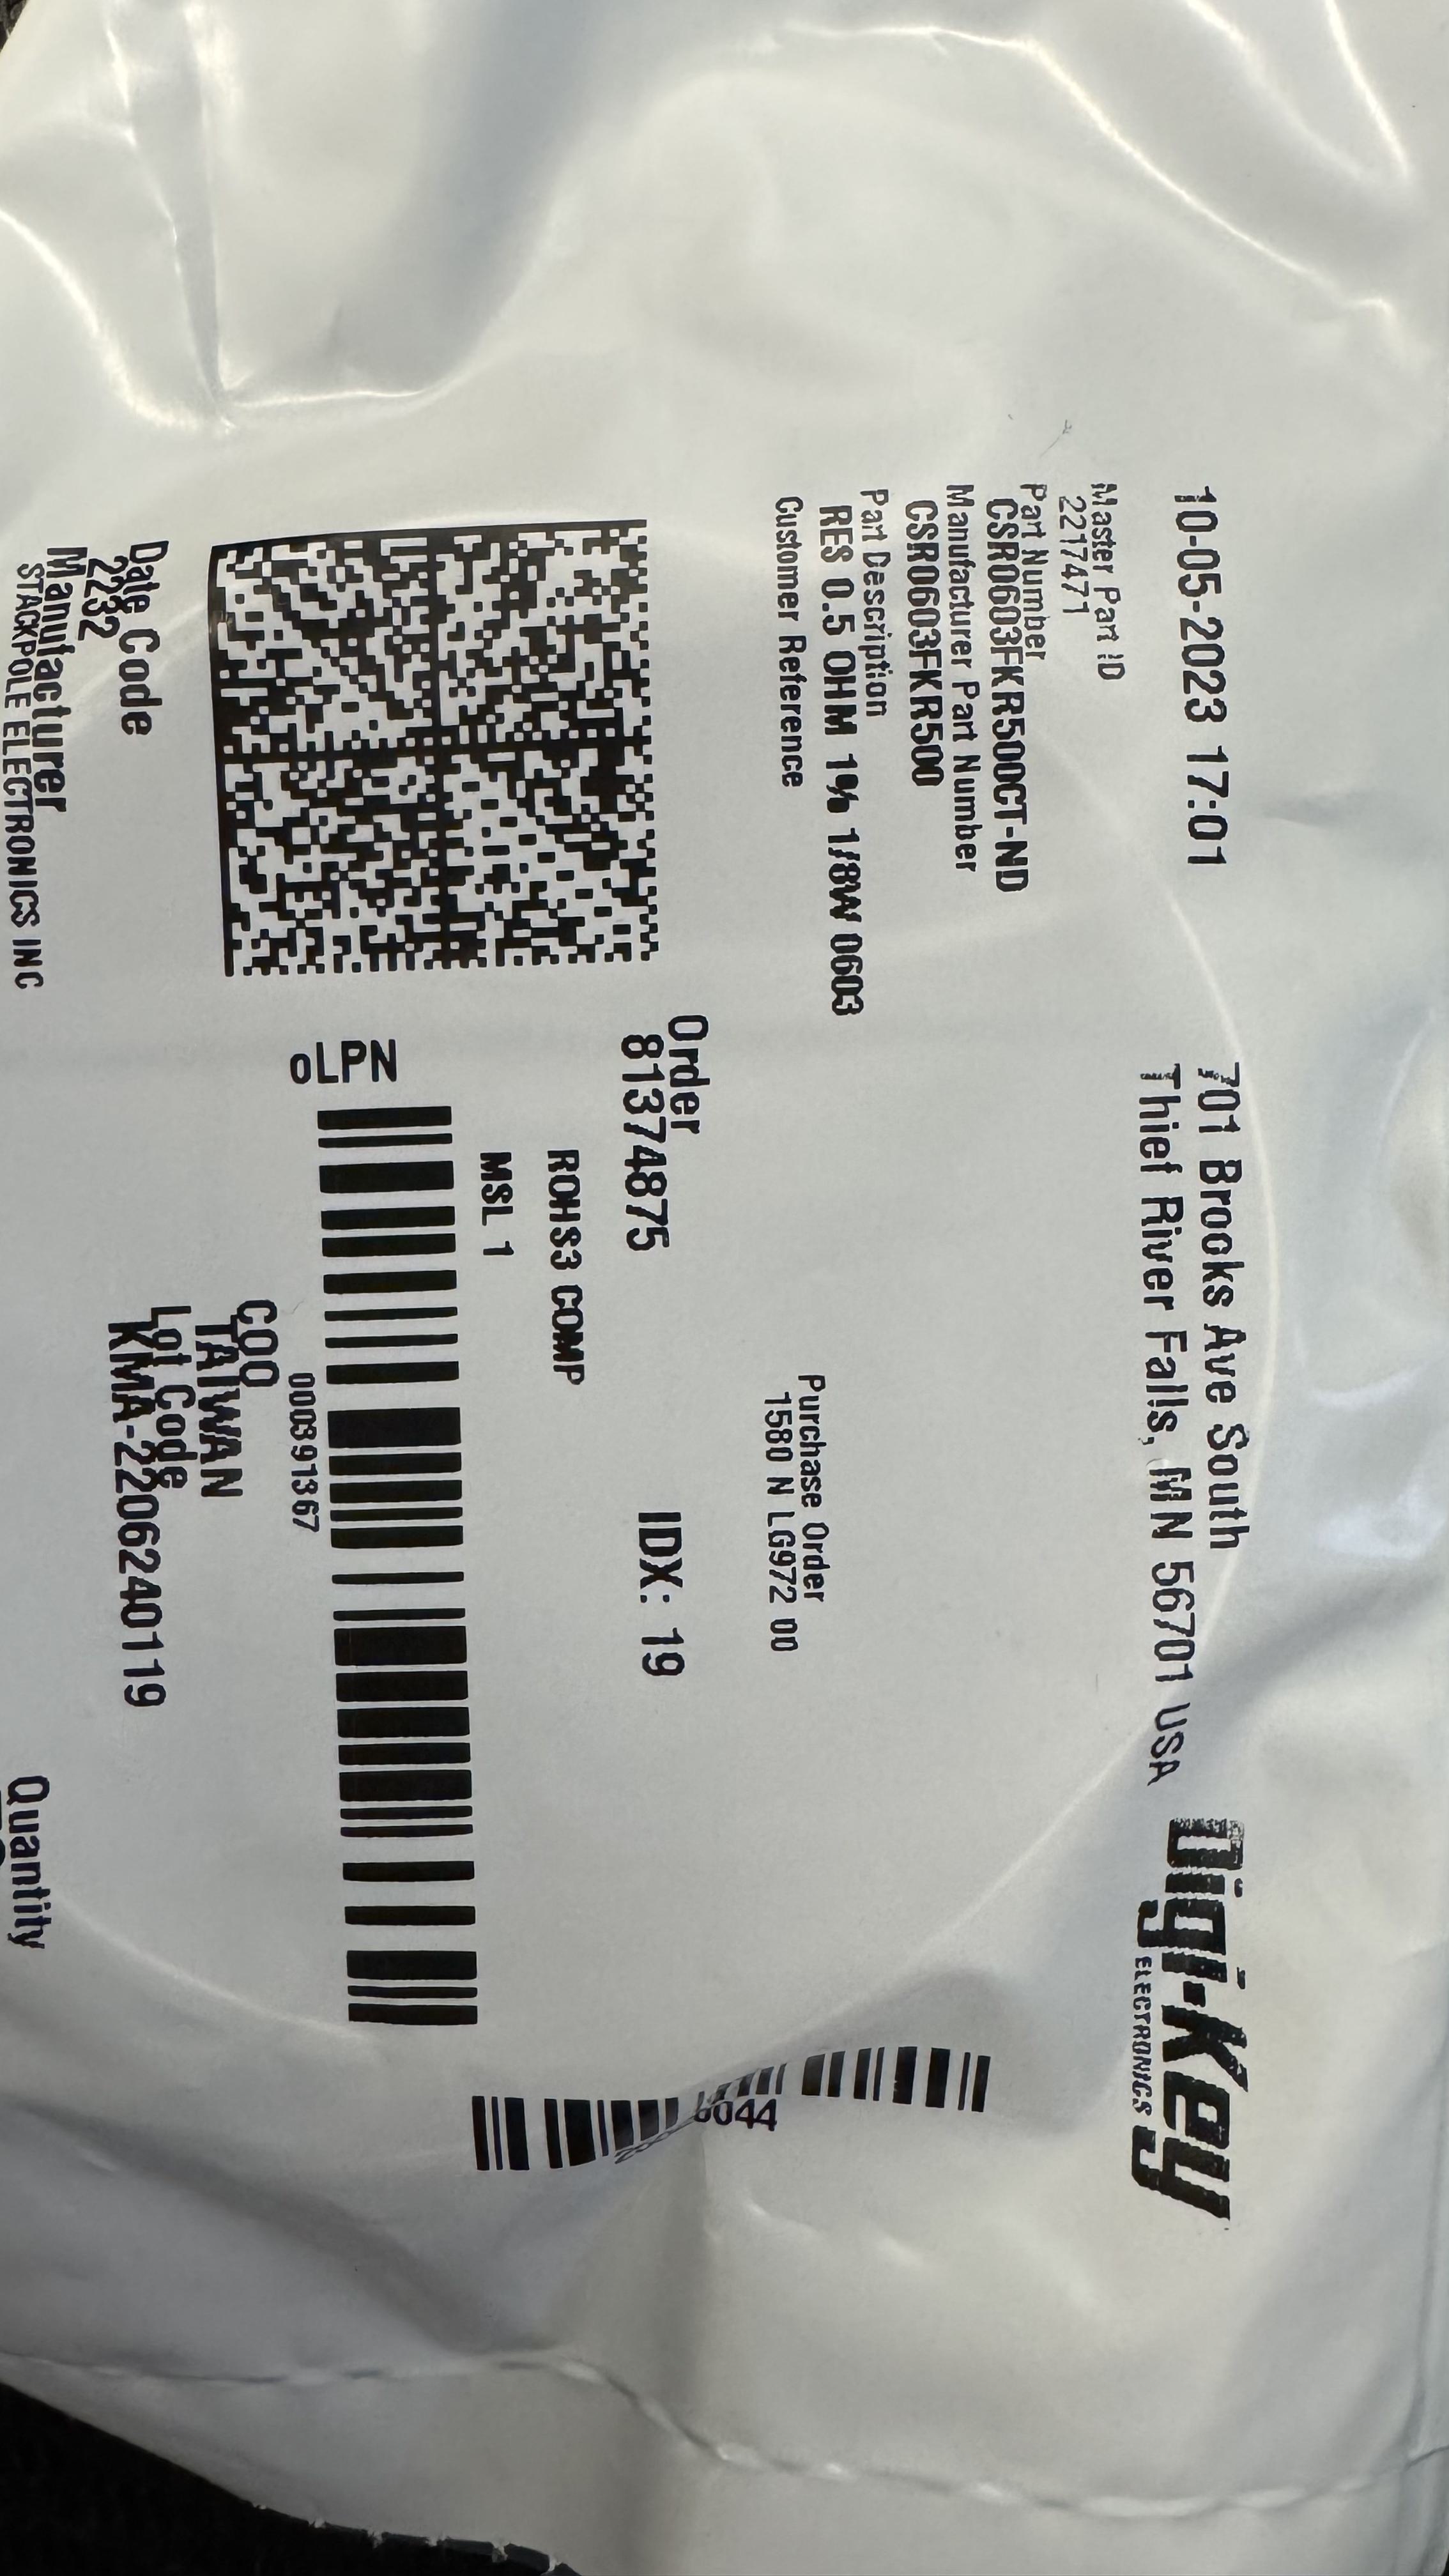 10-05-2023 17:01
701 Brooks Ave South
Thief River Falls, MN 56701 USA
Digi-Key
ELECTRONICS
Master Part ID
2217471
Part Number
CSR0603FKR500CT-ND
Manufacturer Part Number
CSR0603FKR500
Part Description
RES 0.5 OHM 1% 1/8W 0603
Customer Reference
Purchase Order
1580 N LG972 00
Order
81374875
IDX: 19
ROHS3 COMP
MSL 1
oLPN
000391367
COO
TAIWAN
Lot Code
KMA-2206240119
Date Code
2232
Manufacturer
STACKPOLE ELECTRONICS INC
Quantity